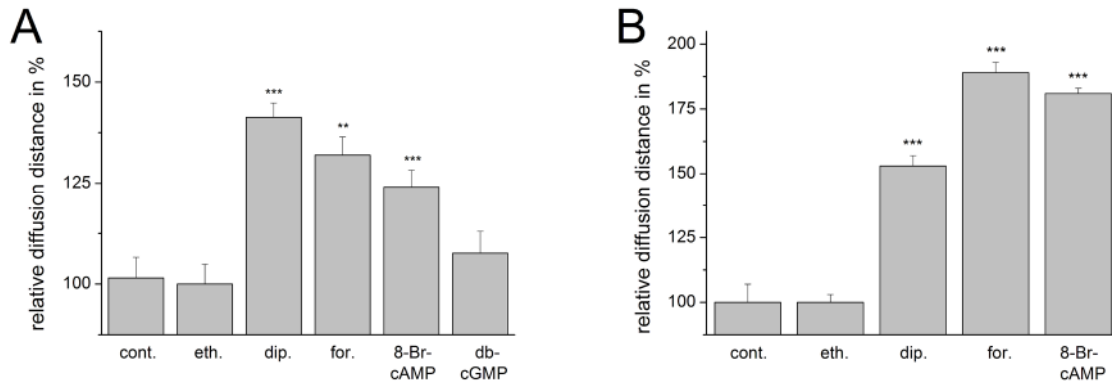 A
relative diffusion distance in %
150
125
100
***
**
***
cont.
eth.
dip.
for.
8-Br-
cAMP
db-
cGMP
B
relative diffusion distance in %
200
175
150
125
100
***
***
***
cont.
eth.
dip.
for.
8-Br-
cAMP